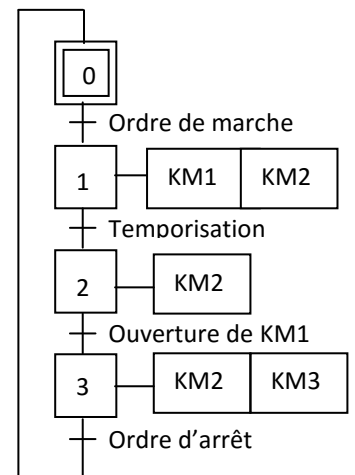 0
Ordre de marche
1 KM1 KM2
Temporisation
2 KM2
Ouverture de KM1
3 KM2 KM3
Ordre d'arrêt